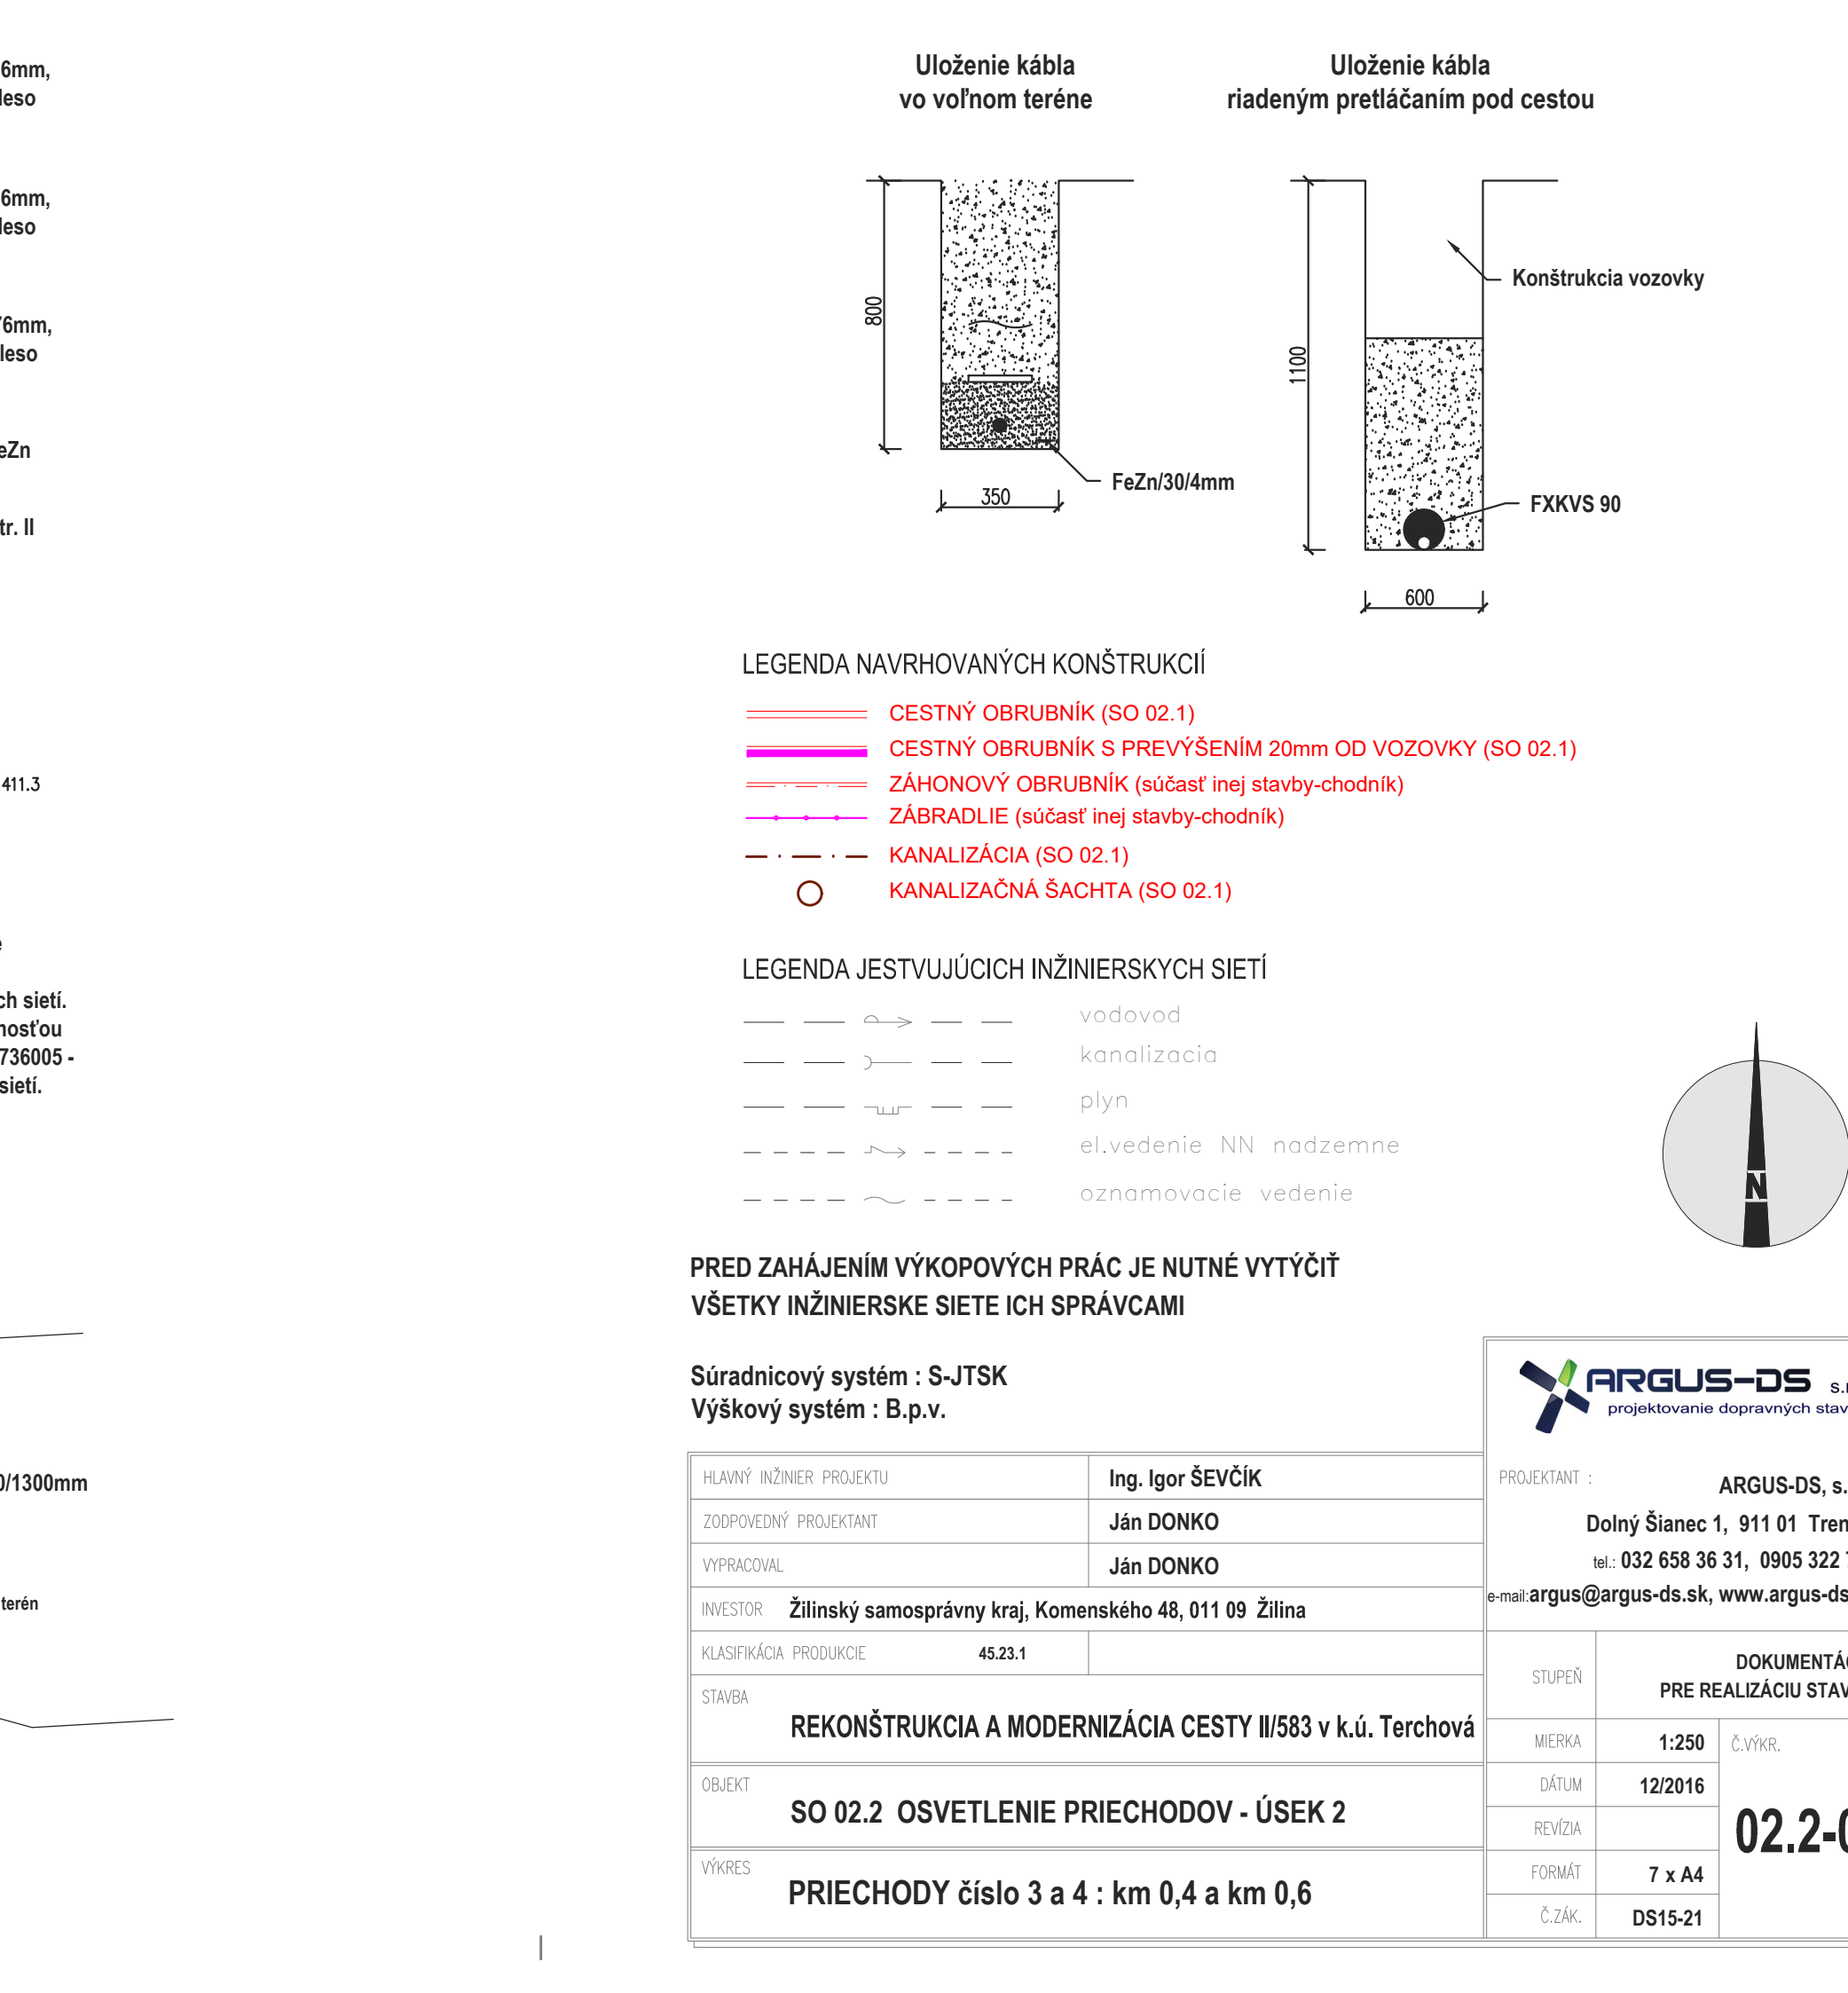 6mm,
leso
6mm,
leso
76mm,
leso
eZn
tr. II
411.3
e
ch sietí.
nosťou
736005 -
sietí.
0/1300mm
terén
Uloženie kábla
vo voľnom teréne
800
350
FeZn/30/4mm
Uloženie kábla
riadeným pretláčaním pod cestou
Konštrukcia vozovky
1100
FXKVS 90
600
LEGENDA NAVRHOVANÝCH KONŠTRUKCIÍ
CESTNÝ OBRUBNÍK (SO 02.1)
CESTNÝ OBRUBNÍK S PREVÝŠENÍM 20mm OD VOZOVKY (SO 02.1)
ZÁHONOVÝ OBRUBNÍK (súčasť inej stavby-chodník)
ZÁBRADLIE (súčasť inej stavby-chodník)
KANALIZÁCIA (SO 02.1)
KANALIZAČNÁ ŠACHTA (SO 02.1)
LEGENDA JESTVUJÚCICH INŽINIERSKYCH SIETÍ
vodovod
kanalizacia
plyn
el.vedenie NN nadzemne
oznamovacie vedenie
N
PRED ZAHÁJENÍM VÝKOPOVÝCH PRÁC JE NUTNÉ VYTÝČIŤ
VŠETKY INŽINIERSKE SIETE ICH SPRÁVCAMI
Súradnicový systém : S-JTSK
Výškový systém : B.p.v.
HLAVNÝ INŽINIER PROJEKTU Ing. Igor ŠEVČÍK
ZODPOVEDNÝ PROJEKTANT Ján DONKO
VYPRACOVAL Ján DONKO
INVESTOR Žilinský samosprávny kraj, Komenského 48, 011 09 Žilina
KLASIFIKÁCIA PRODUKCIE 45.23.1
STAVBA
REKONŠTRUKCIA A MODERNIZÁCIA CESTY II/583 v k.ú. Terchová
OBJEKT
SO 02.2 OSVETLENIE PRIECHODOV - ÚSEK 2
VÝKRES
PRIECHODY číslo 3 a 4 : km 0,4 a km 0,6
ARGUS-DS s.
projektovanie dopravných stav
PROJEKTANT :
ARGUS-DS, s.
Dolný Šianec 1, 911 01 Tren
tel.: 032 658 36 31, 0905 322
e-mail:argus@argus-ds.sk, www.argus-ds
STUPEŇ
DOKUMENTÁC
PRE REALIZÁCIU STAV
MIERKA 1:250
Č.VÝKR.
DÁTUM 12/2016
REVÍZIA
02.2-0
FORMÁT 7 x A4
Č.ZÁK. DS15-21